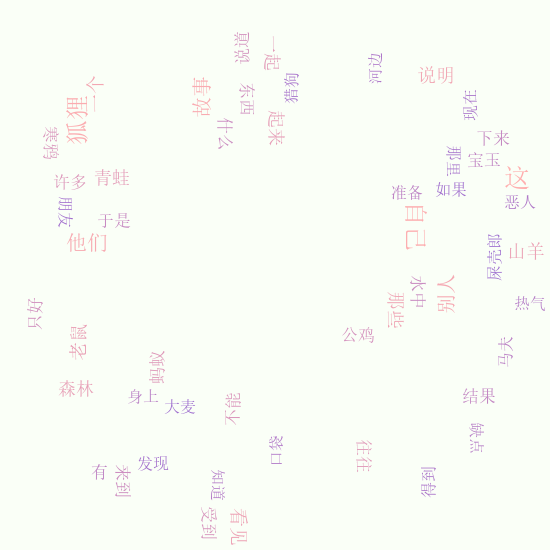 说道
一起
河边
说明
一个
故事
东西
猎狗
现在
狐狸
什么
起来
下来
寒鸦
那里
宝玉
许多
青蛙
这
准备
如果
恶人
朋友
于是
自己
他们
屎壳郎
山羊
水中
别人
那些
热气
只好
老鼠
公鸡
马夫
蚂蚁
森林
身上
大麦
不能
结果
缺点
袋口
往往
有
来到
发现
知道
得到
受到
看见